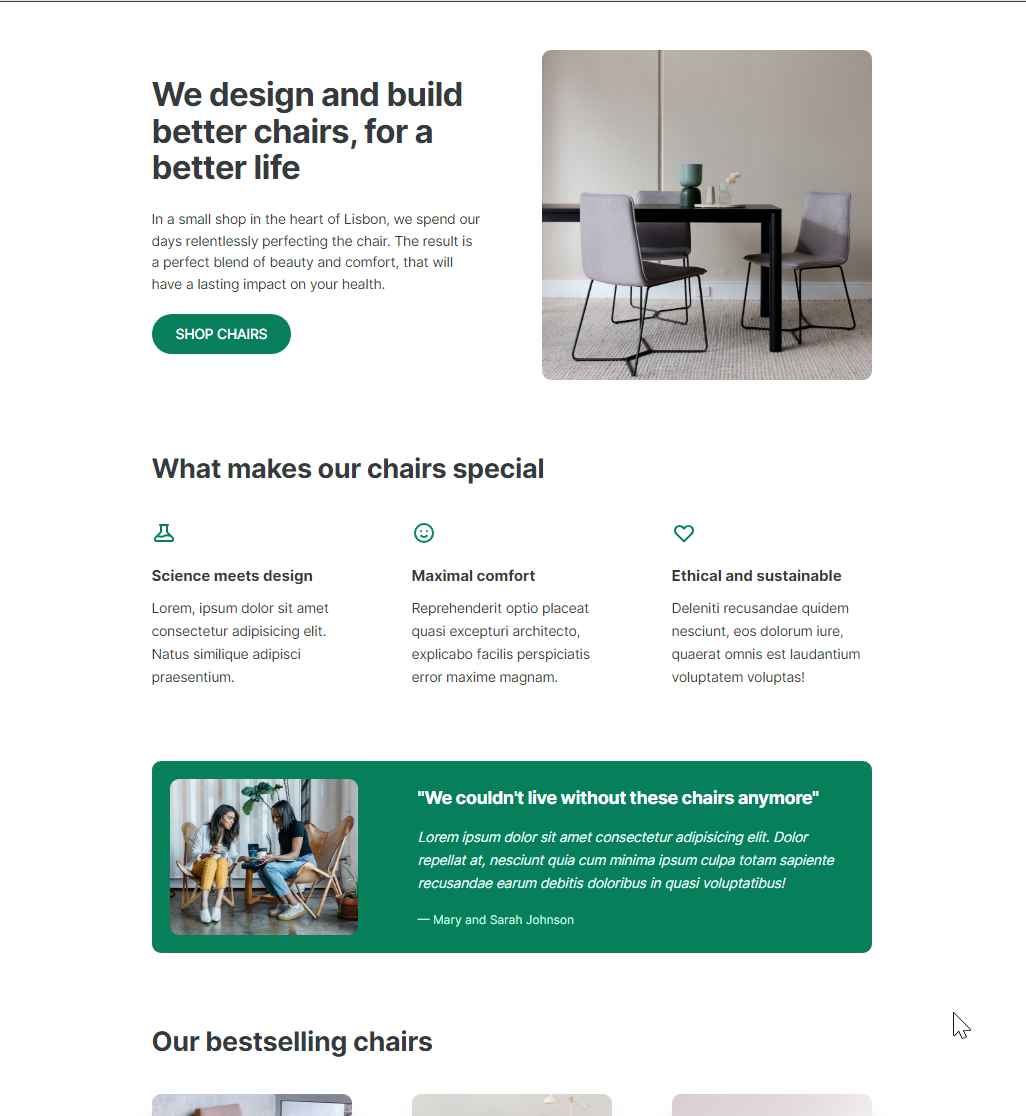 We design and build
better chairs, for a
better life
In a small shop in the heart of Lisbon, we spend our
days relentlessly perfecting the chair. The result is
a perfect blend of beauty and comfort, that will
have a lasting impact on your health.
SHOP CHAIRS
What makes our chairs special
Science meets design
Lorem, ipsum dolor sit amet
consectetur adipisicing elit.
Natus similique adipisci
praesentium.
Maximal comfort
Reprehenderit optio placeat
quasi excepturi architecto,
explicabo facilis perspiciatis
error maxime magnam.
Ethical and sustainable
Deleniti recusandae quidem
nesciunt, eos dolorum iure,
quaerat omnis est laudantium
voluptatem voluptas!
"We couldn't live without these chairs anymore"
Lorem ipsum dolor sit amet consectetur adipisicing elit. Dolor
repellat at, nesciunt quia cum minima ipsum culpa totam sapiente
recusandae earum debitis doloribus in quasi voluptatibus!
— Mary and Sarah Johnson
Our bestselling chairs